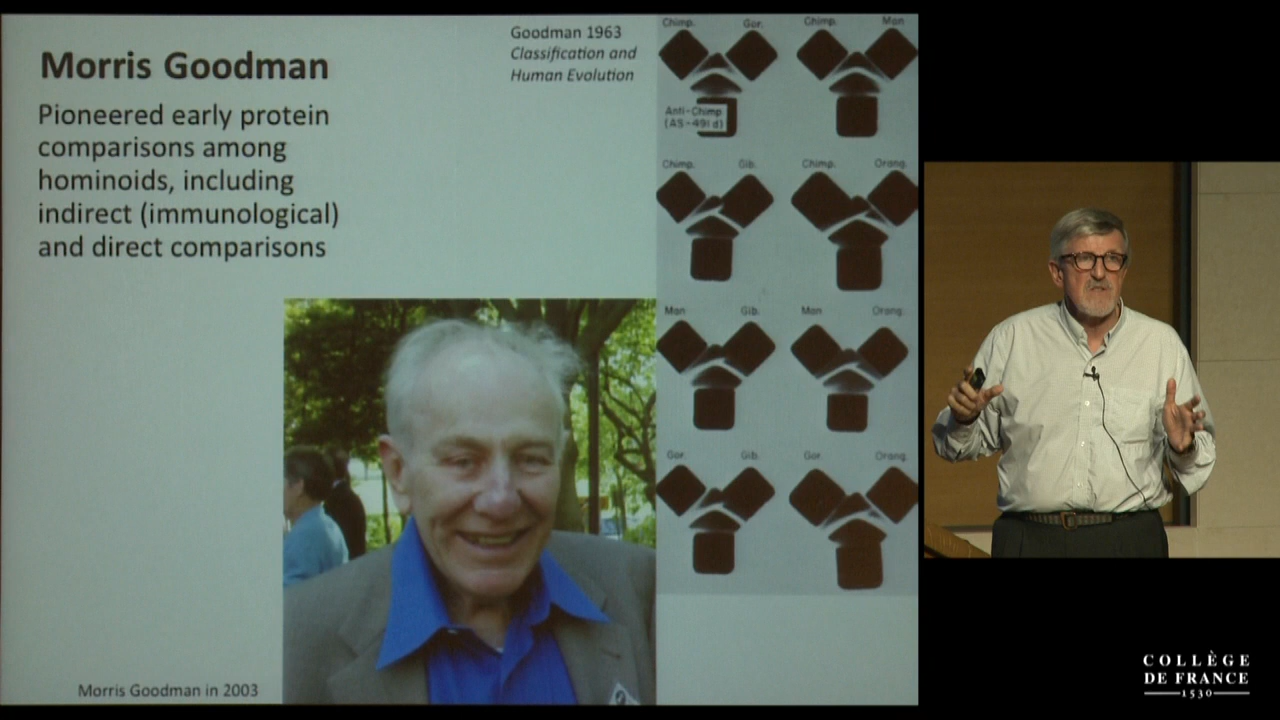 Morris Goodman
Pioneered early protein
comparisons among
hominoids, including
indirect (immunological)
and direct comparisons
Goodman 1963
Classification and
Human Evolution
Chimp. Gor. Chimp. Man
Anti-Chimp
(AS-491 d)
Chimp. Gib. Chimp. Orang.
Man Gib. Man Orang.
Gor. Gib. Gor. Orang.
Morris Goodman in 2003
COLLÈGE
DE FRANCE
1530